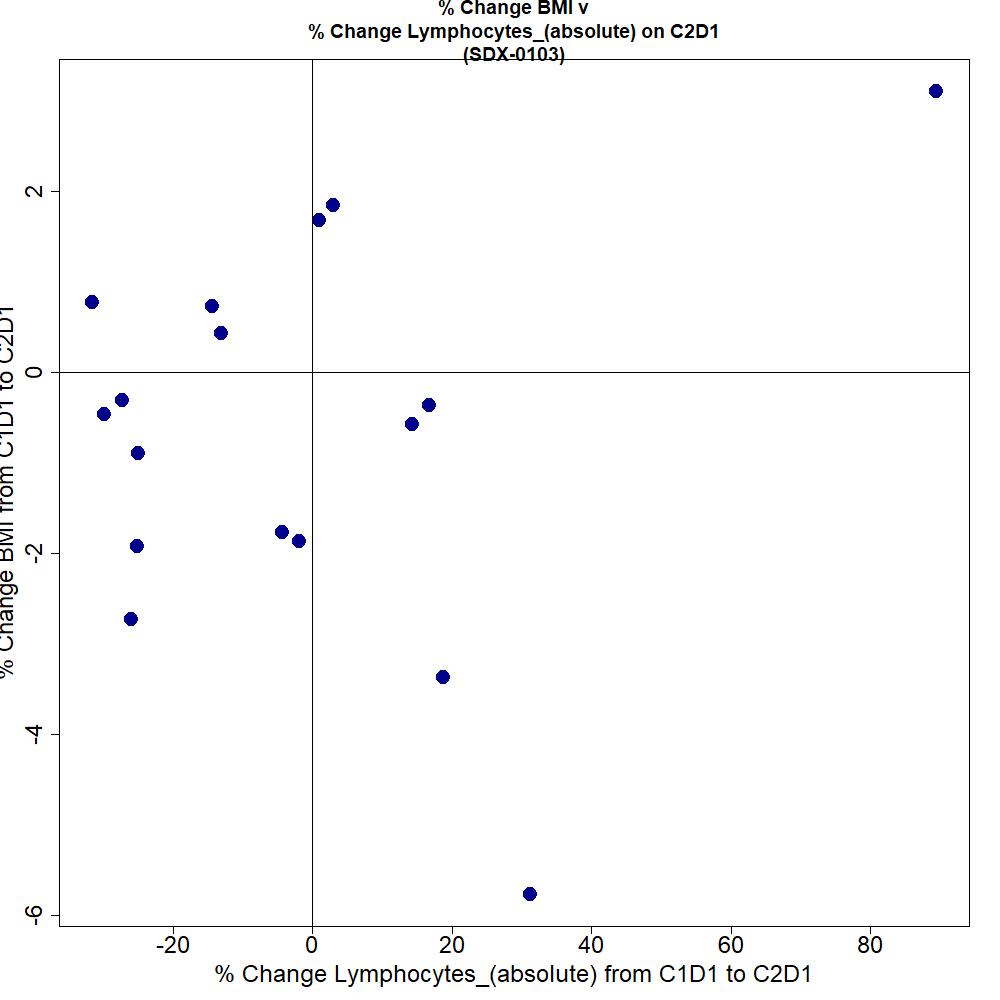 % Change BMI v
% Change Lymphocytes_(absolute) on C2D1
(SDX-0103)
% Change BMI from C1D1 to C2D1
2
0
-2
-4
-6
-20
0
20
40
60
80
% Change Lymphocytes_(absolute) from C1D1 to C2D1